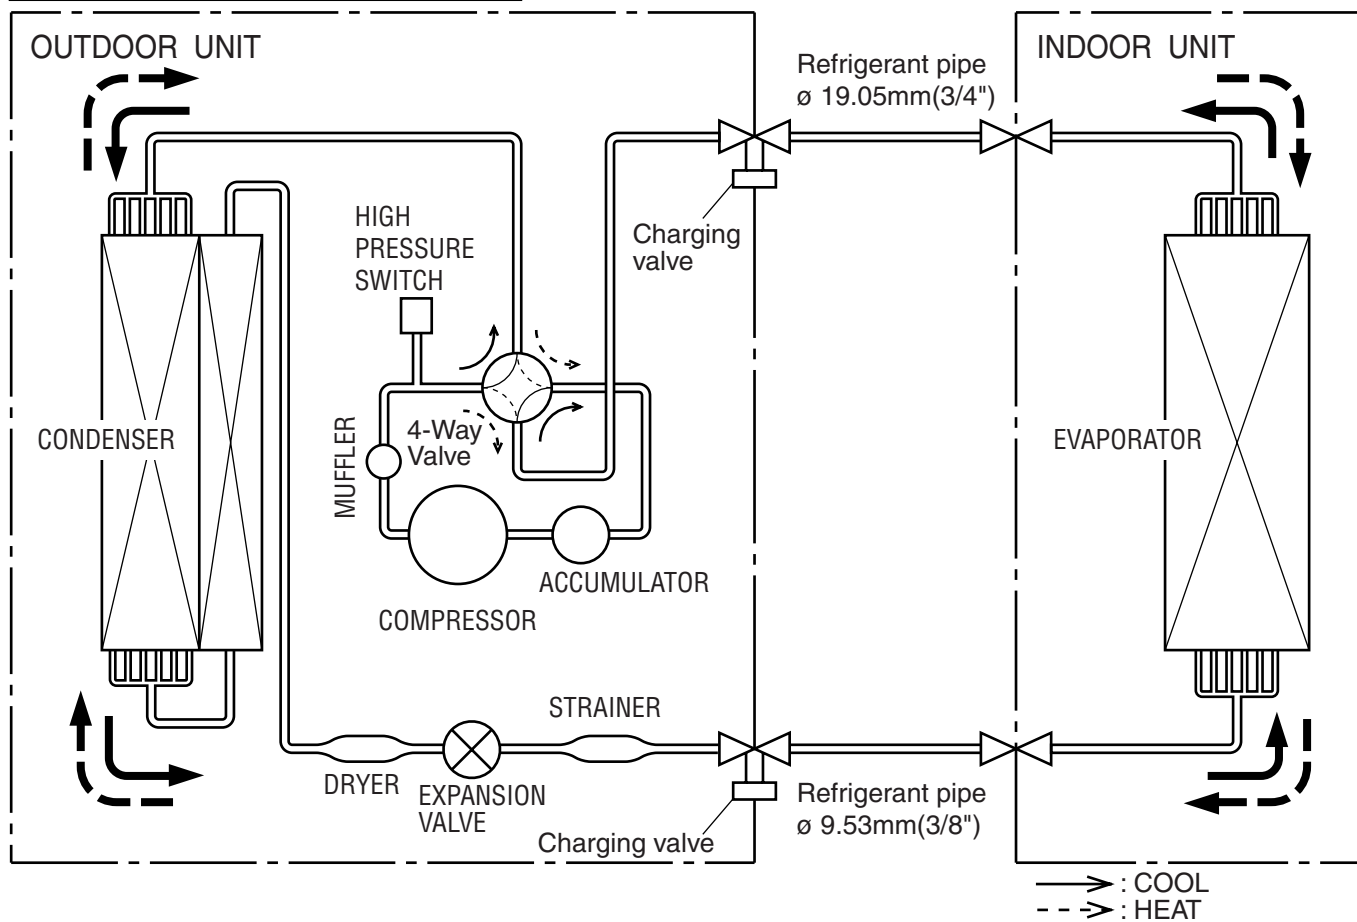 OUTDOOR UNIT
INDOOR UNIT
Refrigerant pipe
ø 19.05mm(3/4")
HIGH
PRESSURE
SWITCH
Charging
valve
CONDENSER
MUFFLER
4-Way
Valve
EVAPORATOR
ACCUMULATOR
COMPRESSOR
STRAINER
DRYER
EXPANSION
VALVE
Refrigerant pipe
ø 9.53mm(3/8")
Charging valve
: COOL
: HEAT